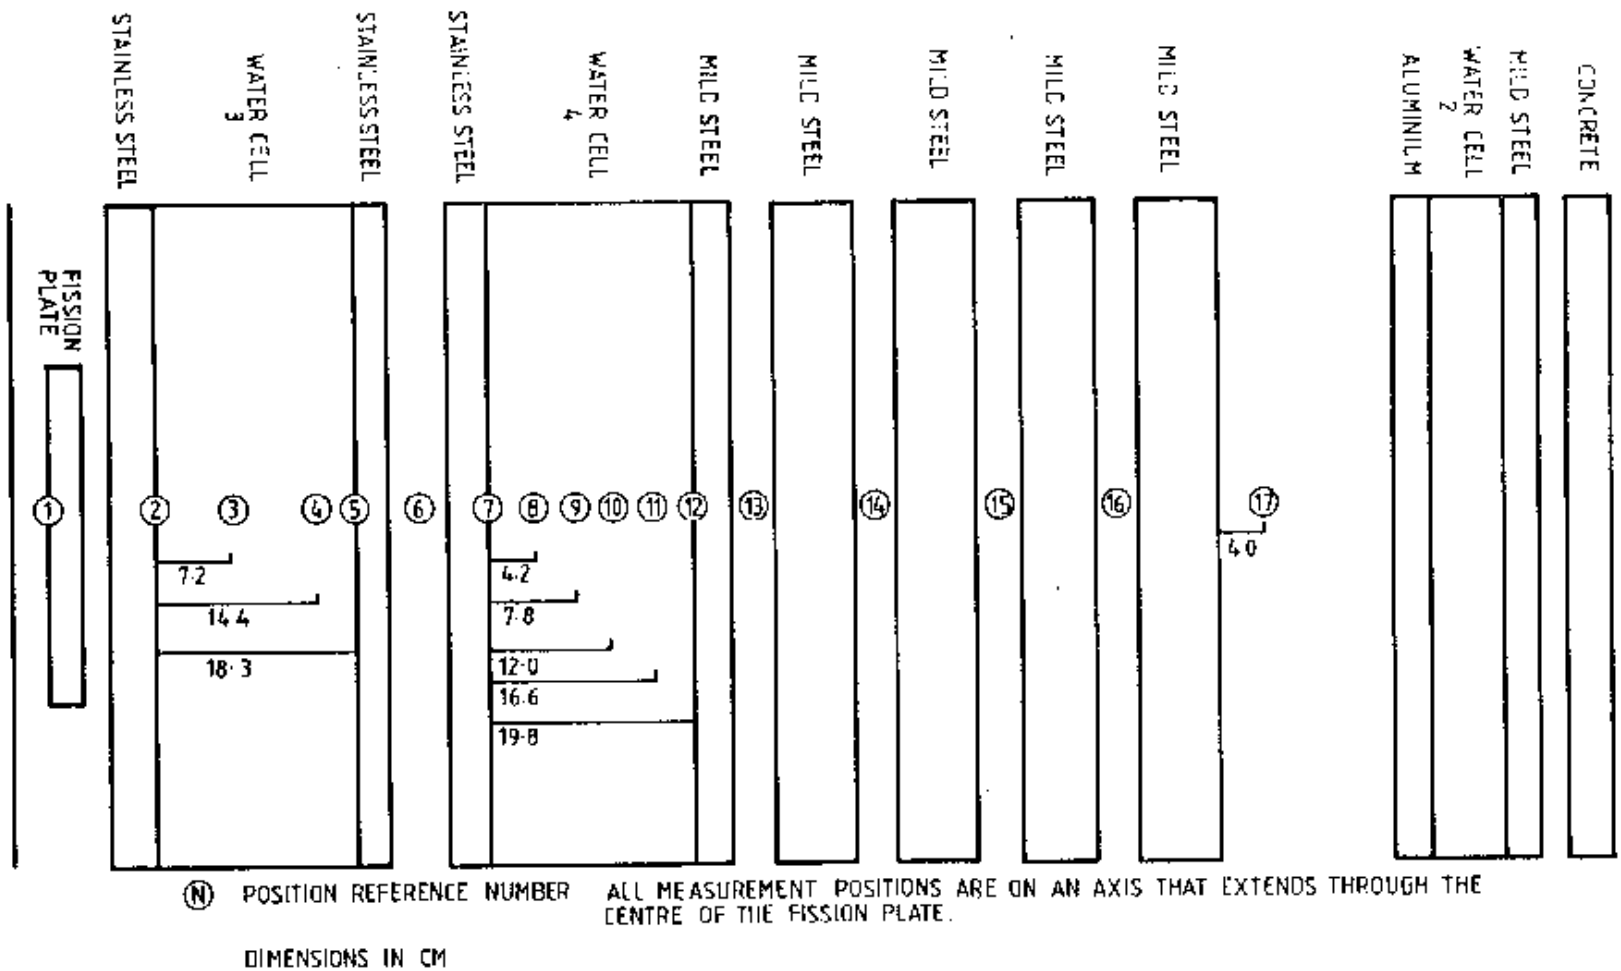 STAINLESS STEEL
WATER CELL
3
STAINLESS STEEL
STAINLESS STEEL
WATER CELL
4
MILD STEEL
MILD STEEL
MILD STEEL
MILD STEEL
MILD STEEL
ALUMINIUM
WATER CELL
2
MILD STEEL
CONCRETE
FISSION
PLATE
1 2 3 4 5 6 7 8 9 10 11 12 13 14 15 16 17
7.2
14.4
18.3
4.2
7.8
12.0
16.6
19.8
4.0
N POSITION REFERENCE NUMBER ALL MEASUREMENT POSITIONS ARE ON AN AXIS THAT EXTENDS THROUGH THE
CENTRE OF THE FISSION PLATE.
DIMENSIONS IN CM